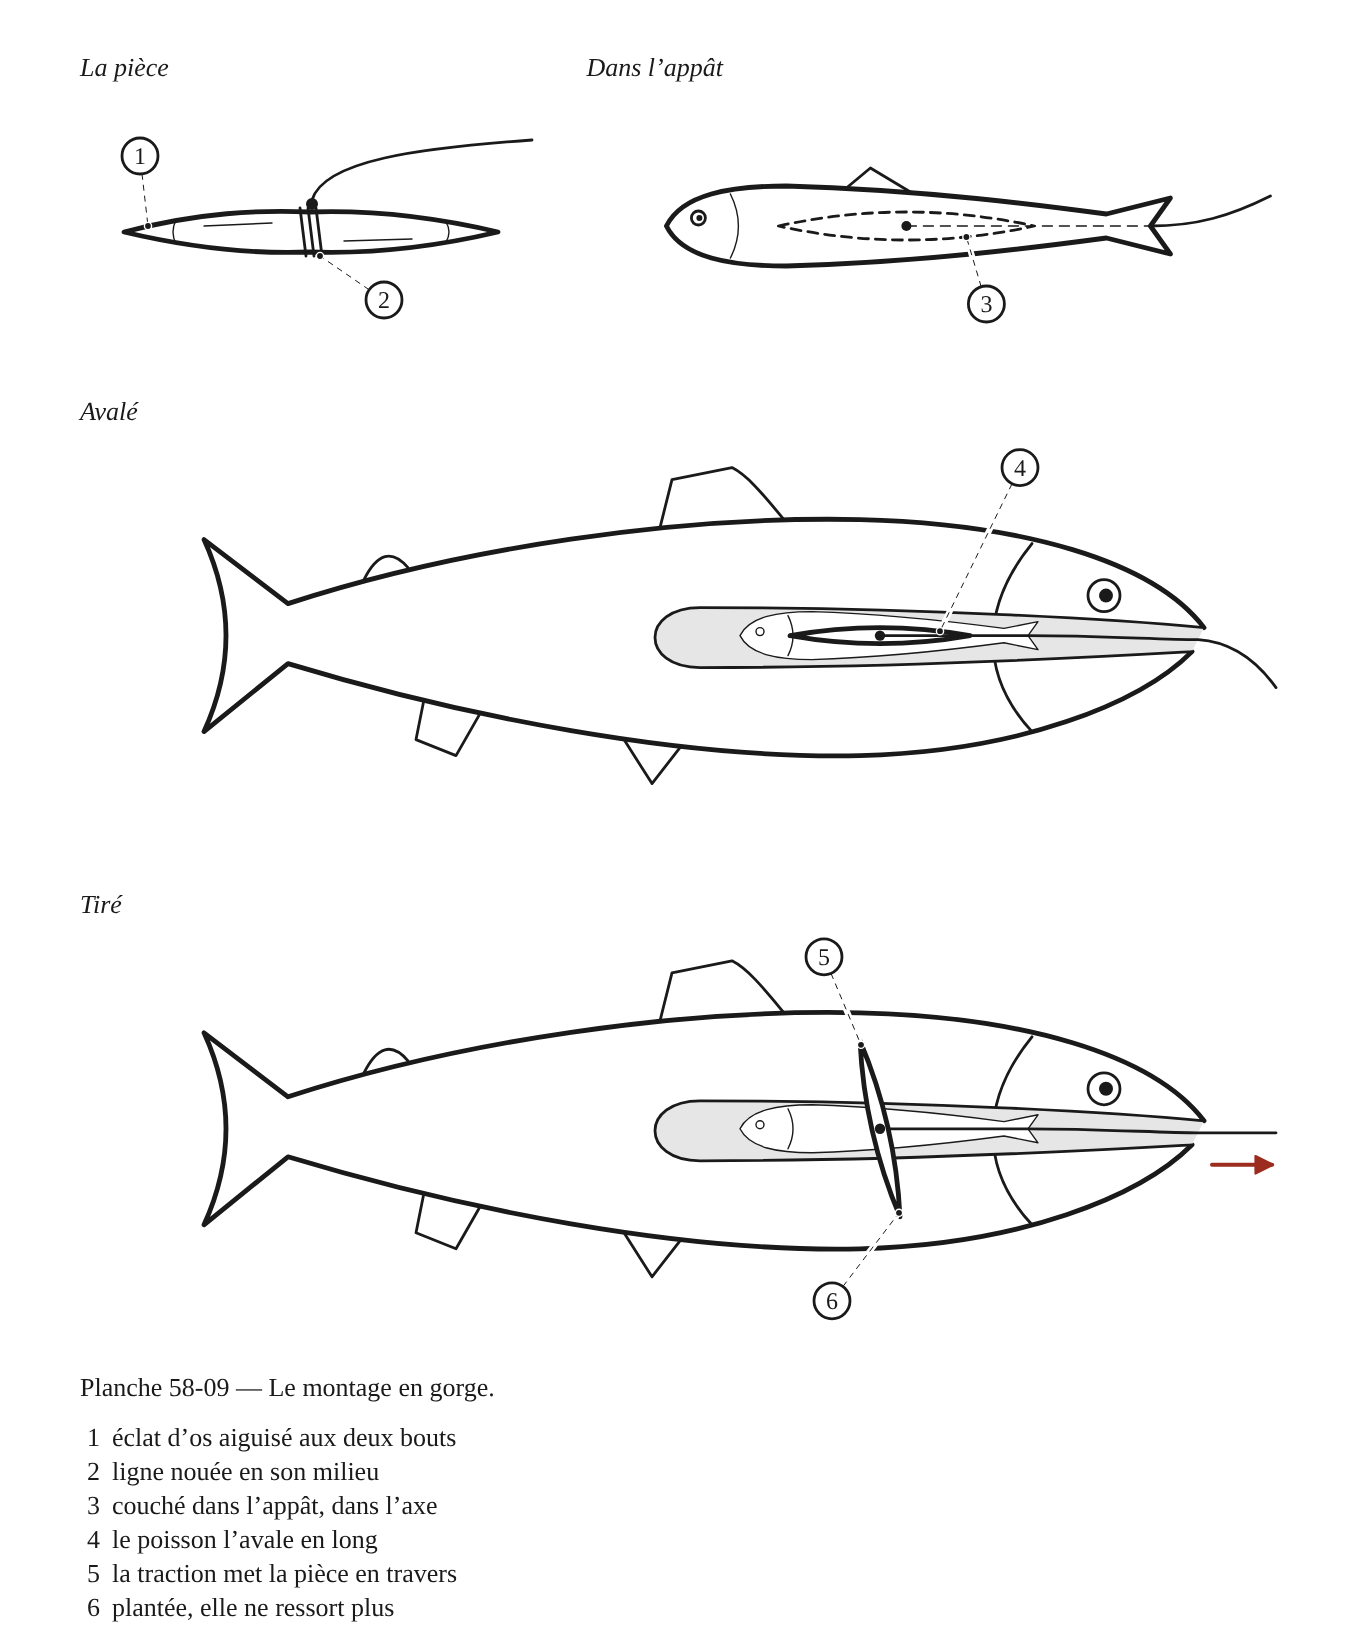 La pièce
Dans l’appât
1
2
3
Avalé
4
Tiré
5
6
Planche 58-09 — Le montage en gorge.
1 éclat d’os aiguisé aux deux bouts
2 ligne nouée en son milieu
3 couché dans l’appât, dans l’axe
4 le poisson l’avale en long
5 la traction met la pièce en travers
6 plantée, elle ne ressort plus